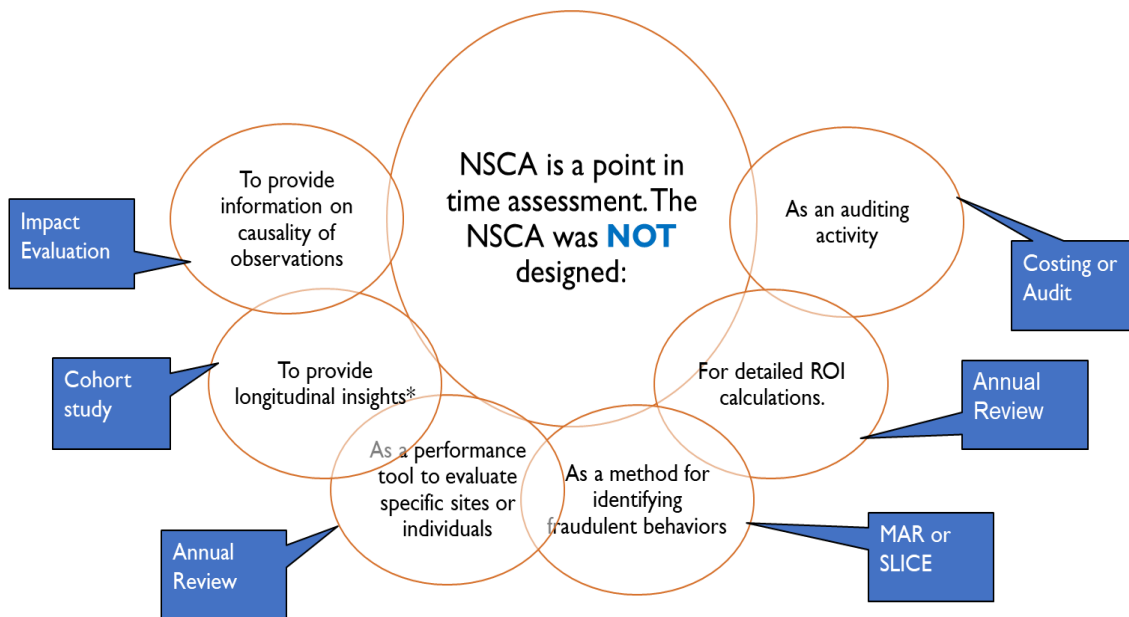 NSCA is a point in
time assessment. The
NSCA was NOT
designed:
To provide
information on
causality of
observations
Impact
Evaluation
To provide
longitudinal insights*
Cohort
study
As a performance
tool to evaluate
specific sites or
individuals
Annual
Review
As a method for
identifying
fraudulent behaviors
MAR or
SLICE
For detailed ROI
calculations.
Annual
Review
As an auditing
activity
Costing or
Audit